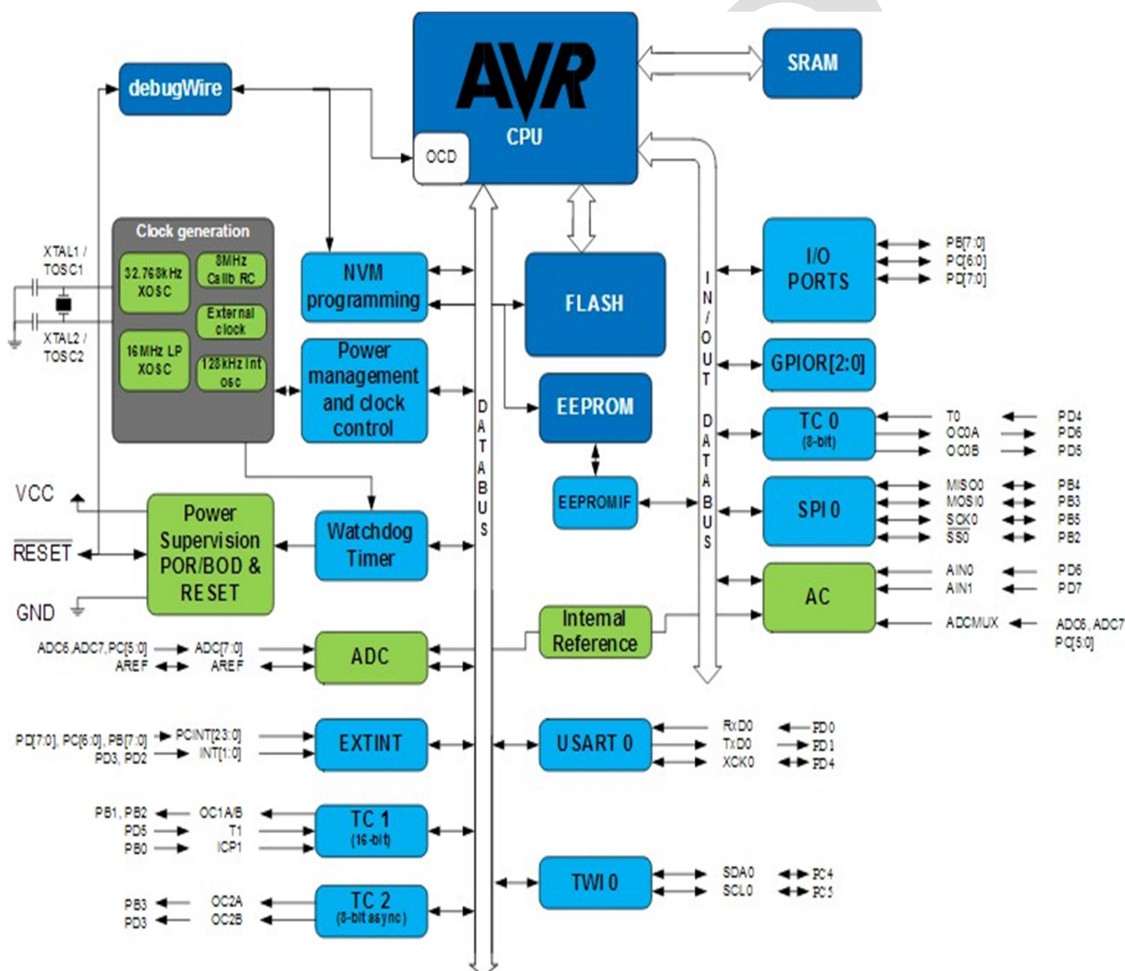 AVR
CPU
OCD
SRAM
debugWire
Clock generation
XTAL1 /
TOSC1
32.768kHz
XOSC
8MHz
Calib RC
External
clock
XTAL2 /
TOSC2
16MHz LP
XOSC
128kHz int
osc
NVM
programming
FLASH
Power
management
and clock
control
EEPROM
EEPROMIF
DATABUS
IN/OUT DATABUS
I/O
PORTS
PB[7:0]
PC[6:0]
PD[7:0]
GPIOR[2:0]
TC 0
(8-bit)
T0 PD4
OC0A PD6
OC0B PD5
SPI 0
MISO0 PB4
MOSI0 PB3
SCK0 PB5
SS0 PB2
AC
AIN0 PD6
AIN1 PD7
ADCMUX ADC6, ADC7
PC[5:0]
VCC
RESET
GND
Power
Supervision
POR/BOD &
RESET
Watchdog
Timer
Internal
Reference
ADC6,ADC7,PC[5:0] ADC[7:0]
AREF AREF
ADC
PD[7:0], PC[6:0], PB[7:0] PCINT[23:0]
PD3, PD2 INT[1:0]
EXTINT
USART 0
RxD0 PD0
TxD0 PD1
XCK0 PD4
PB1, PB2 OC1A/B
PD5 T1
PB0 ICP1
TC 1
(16-bit)
TWI 0
SDA0 PC4
SCL0 PC5
PB3 OC2A
PD3 OC2B
TC 2
(8-bit async)